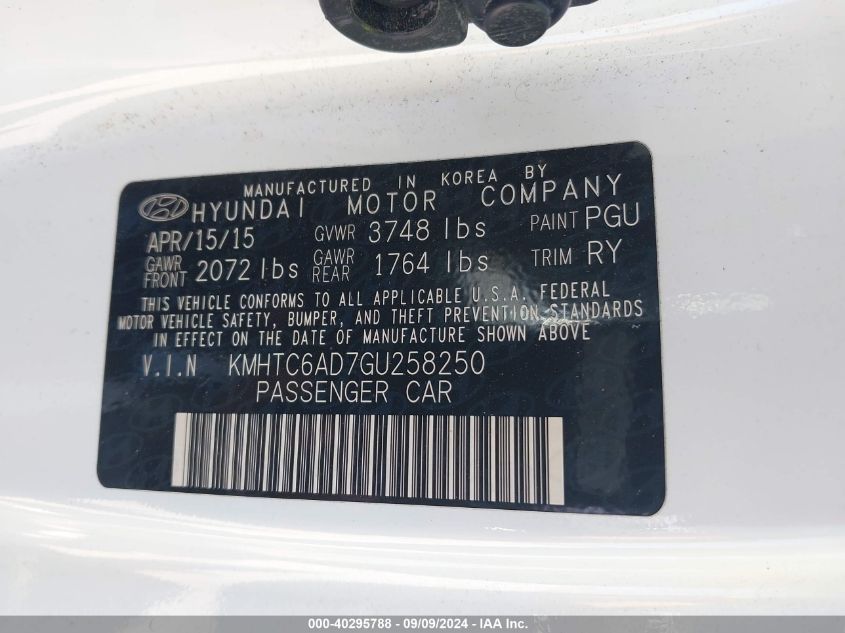 MANUFACTURED IN KOREA BY
HYUNDAI MOTOR COMPANY
APR/15/15 GVWR 3748 lbs PAINT PGU
GAWR FRONT 2072 lbs GAWR REAR 1764 lbs TRIM RY
THIS VEHICLE CONFORMS TO ALL APPLICABLE U.S.A. FEDERAL
MOTOR VEHICLE SAFETY, BUMPER, AND THEFT PREVENTION STANDARDS
IN EFFECT ON THE DATE OF MANUFACTURE SHOWN ABOVE
V.I.N KMHTC6AD7GU258250
PASSENGER CAR
000-40295788 - 09/09/2024 - IAA Inc.